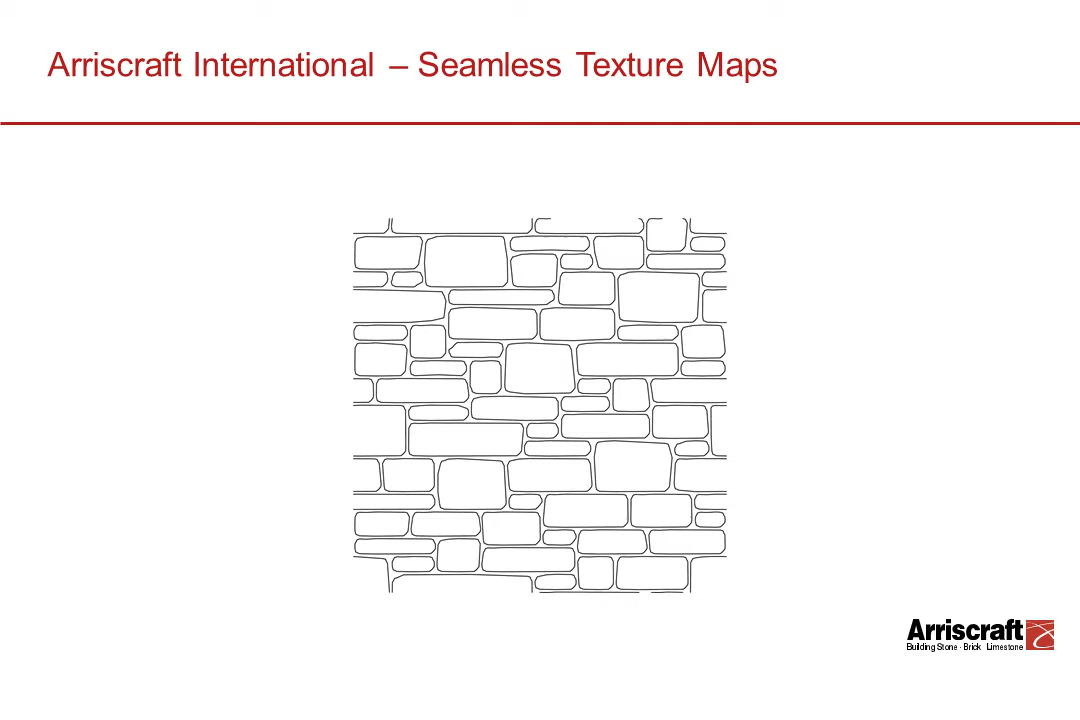 Arriscraft International – Seamless Texture Maps
Arriscraft
Building Stone · Brick Limestone